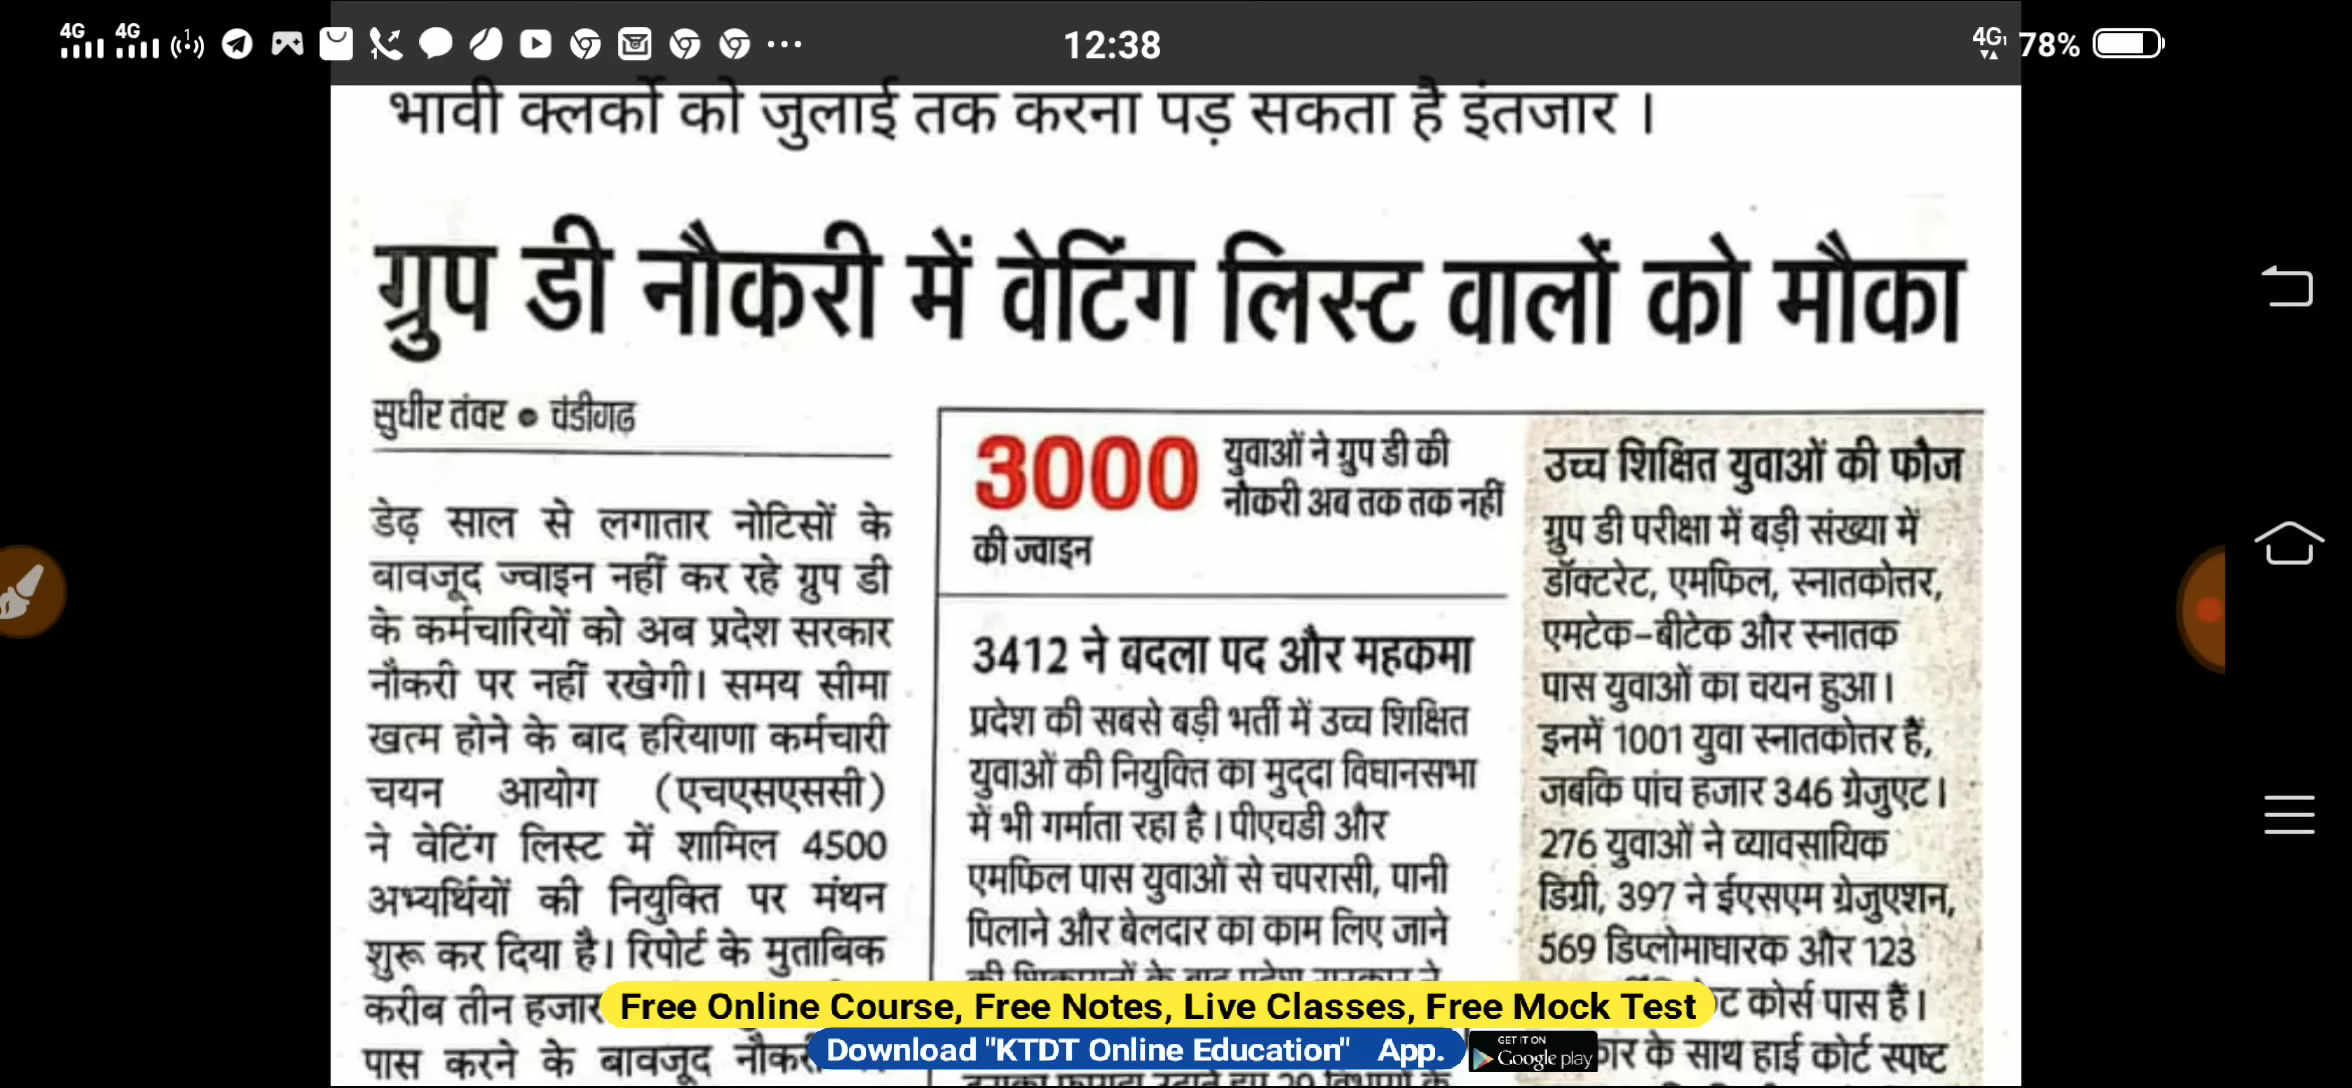 4G 4G 12:38 4G1 78%
भावी क्लर्कों को जुलाई तक करना पड़ सकता है इंतजार ।
ग्रुप डी नौकरी में वेटिंग लिस्ट वालों को मौका
सुधीर तंवर ● चंडीगढ़
डेढ़ साल से लगातार नोटिसों के
बावजूद ज्वाइन नहीं कर रहे ग्रुप डी
के कर्मचारियों को अब प्रदेश सरकार
नौकरी पर नहीं रखेगी। समय सीमा
खत्म होने के बाद हरियाणा कर्मचारी
चयन आयोग (एचएसएससी)
ने वेटिंग लिस्ट में शामिल 4500
अभ्यर्थियों की नियुक्ति पर मंथन
शुरू कर दिया है। रिपोर्ट के मुताबिक
करीब तीन हजार
पास करने के बावजूद
3000 युवाओं ने ग्रुप डी की
नौकरी अब तक तक नहीं
की ज्वाइन
3412 ने बदला पद और महकमा
प्रदेश की सबसे बड़ी भर्ती में उच्च शिक्षित
युवाओं की नियुक्ति का मुद्दा विधानसभा
में भी गर्माता रहा है। पीएचडी और
एमफिल पास युवाओं से चपरासी, पानी
पिलाने और बेलदार का काम लिए जाने
उच्च शिक्षित युवाओं की फौज
ग्रुप डी परीक्षा में बड़ी संख्या में
डॉक्टरेट, एमफिल, स्नातकोत्तर,
एमटेक-बीटेक और स्नातक
पास युवाओं का चयन हुआ।
इनमें 1001 युवा स्नातकोत्तर हैं,
जबकि पांच हजार 346 ग्रेजुएट।
276 युवाओं ने व्यावसायिक
डिग्री, 397 ने ईएसएम ग्रेजुएशन,
569 डिप्लोमाधारक और 123
कोर्स पास हैं।
के साथ हाई कोर्ट स्पष्ट
Free Online Course, Free Notes, Live Classes, Free Mock Test
Download "KTDT Online Education" App.
GET IT ON
Google play